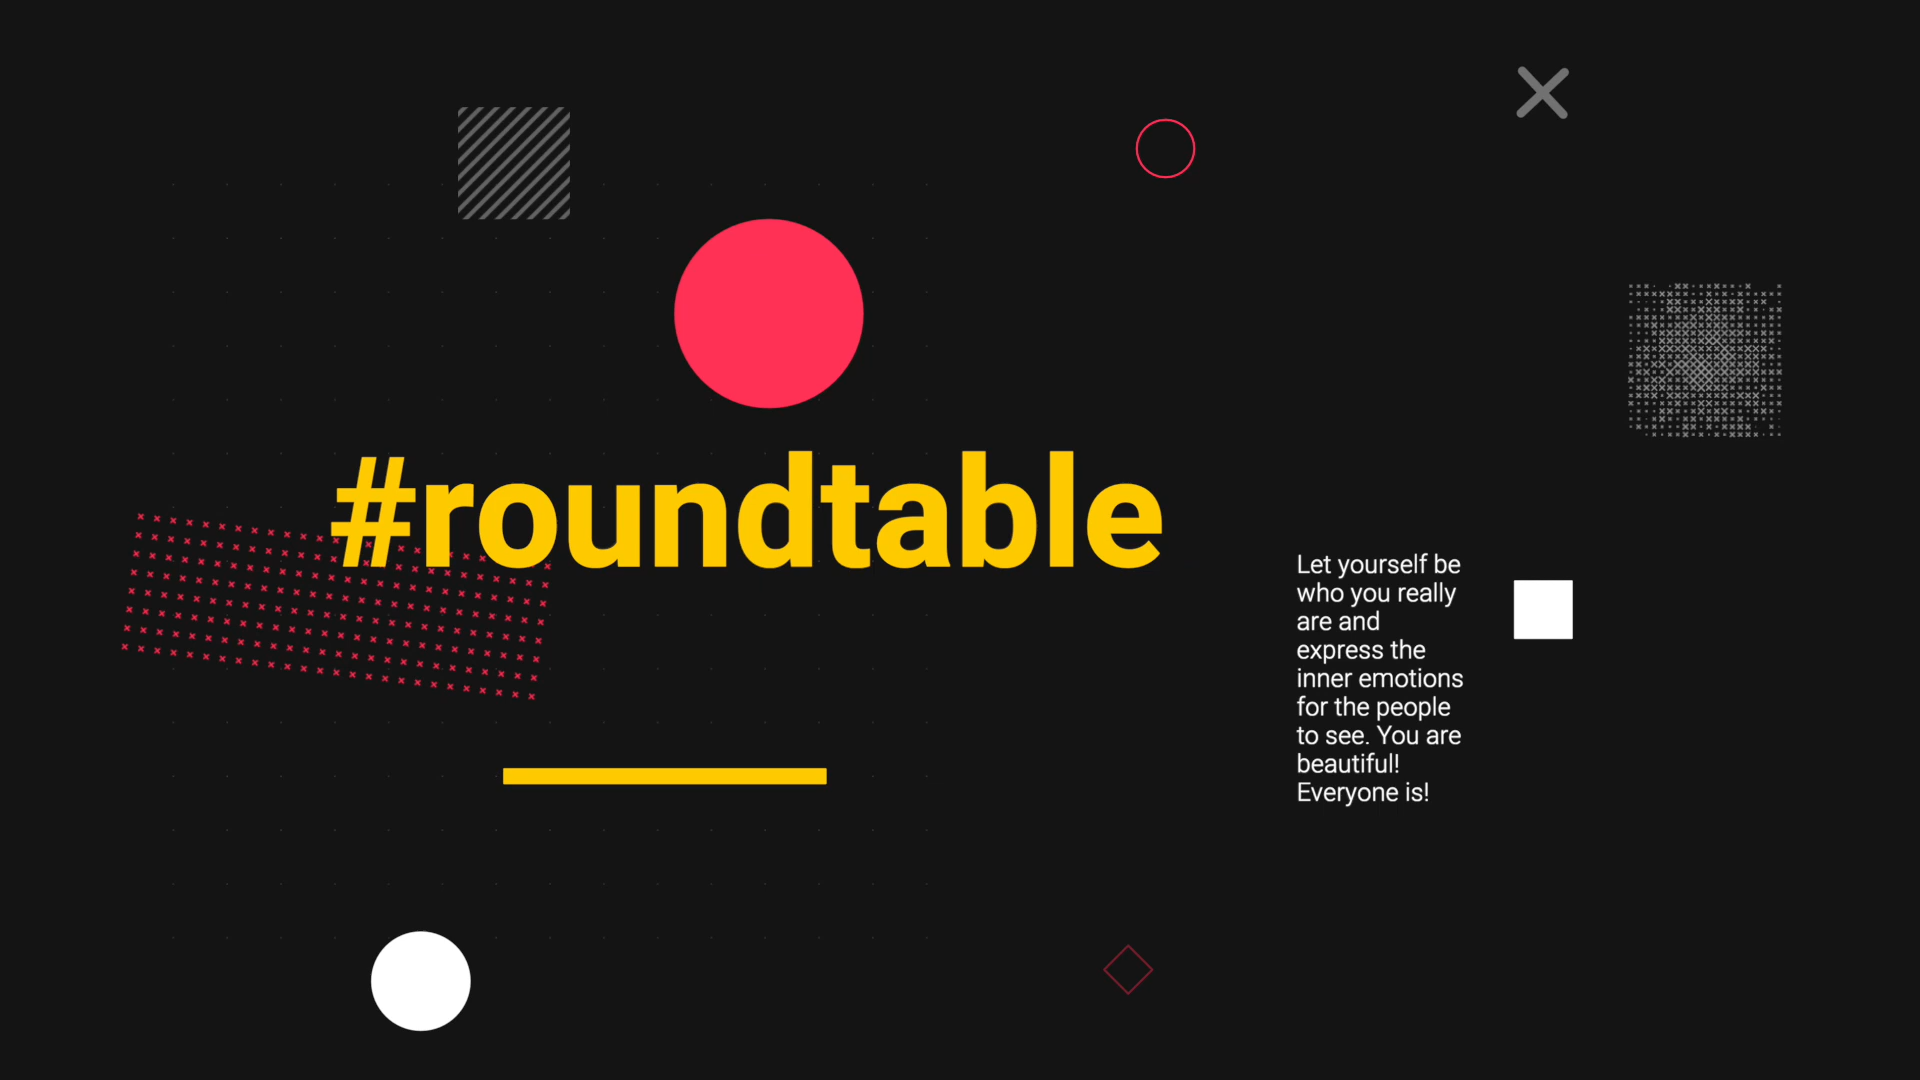 #roundtable
Let yourself be
who you really
are and
express the
inner emotions
for the people
to see. You are
beautiful!
Everyone is!